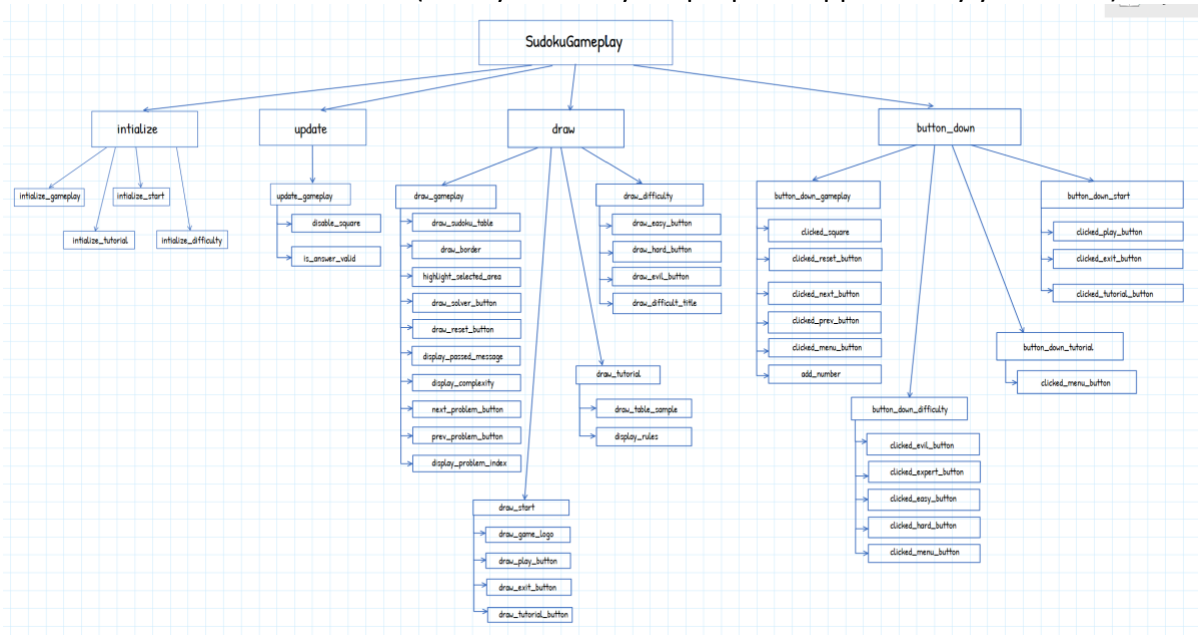 SudokuGameplay
intialize
update
draw
button_down
intialize_gameplay
intialize_start
intialize_tutorial
intialize_difficulty
update_gameplay
disable_square
is_answer_valid
draw_gameplay
draw_sudoku_table
draw_border
highlight_selected_area
draw_solver_button
draw_reset_button
display_passed_message
display_complexity
next_problem_button
prev_problem_button
display_problem_index
draw_start
draw_game_logo
draw_play_button
draw_exit_button
draw_tutorial_button
draw_difficulty
draw_easy_button
draw_hard_button
draw_evil_button
draw_difficult_title
draw_tutorial
draw_table_sample
display_rules
button_down_gameplay
clicked_square
clicked_reset_button
clicked_next_button
clicked_prev_button
clicked_menu_button
add_number
button_down_difficulty
clicked_evil_button
clicked_expert_button
clicked_easy_button
clicked_hard_button
clicked_menu_button
button_down_start
clicked_play_button
clicked_exit_button
clicked_tutorial_button
button_down_tutorial
clicked_menu_button